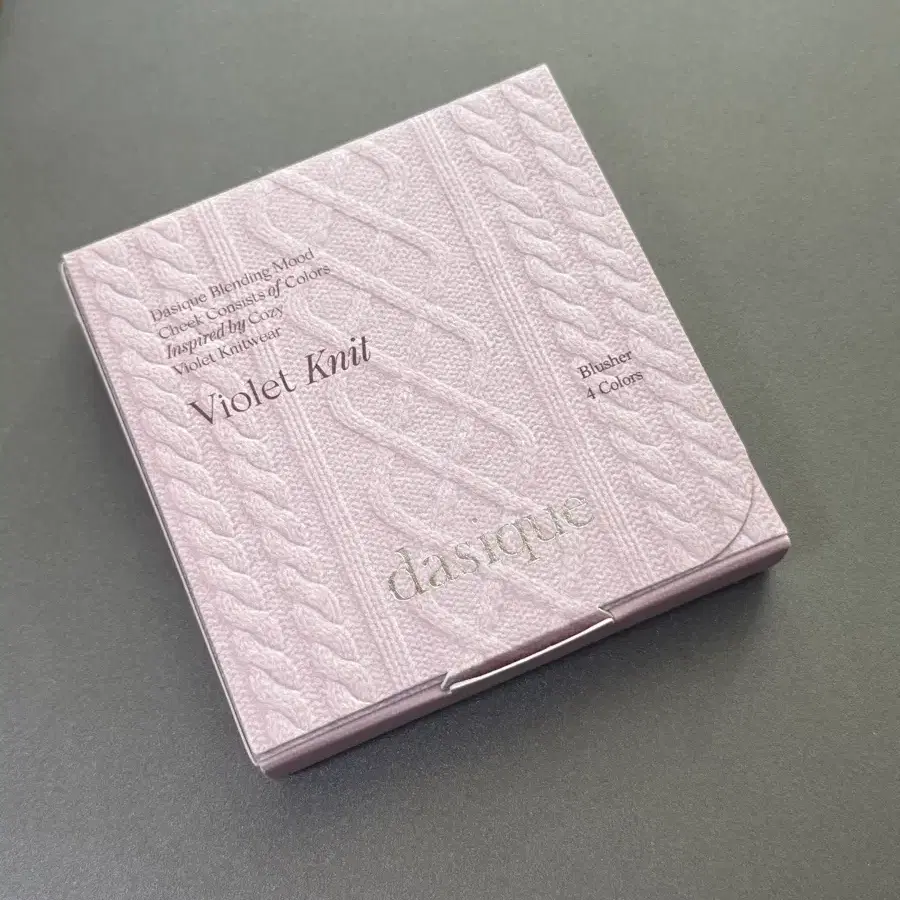 Dasique Blending Mood
Cheek Consists of Colors
Inspired by Cozy
Violet Knitwear
Violet Knit
Blusher
4 Colors
dasique